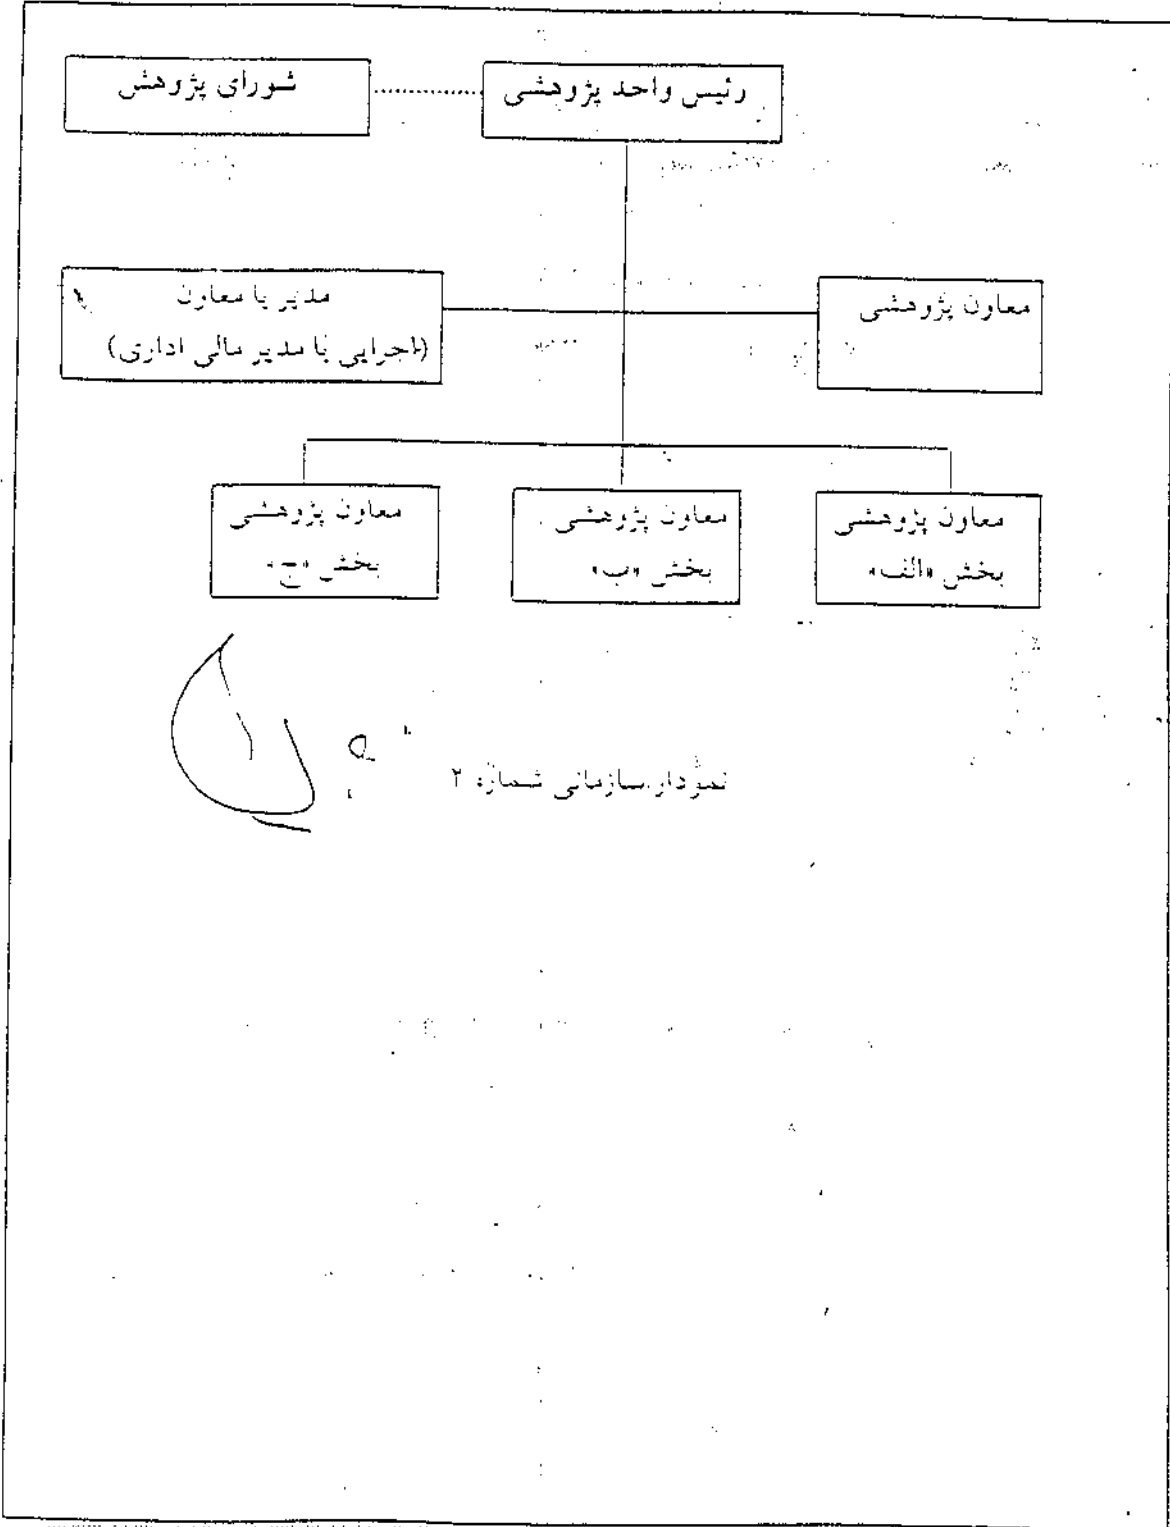 رئیس واحد پژوهشی
شورای پژوهش
معاون پژوهشی
مدیر یا معاون
(اجرایی یا مدیر مالی اداری)
معاون پژوهشی
بخش «الف»
معاون پژوهشی
بخش «ب»
معاون پژوهشی
بخش «ج»
نمودار سازمانی شماره ۲